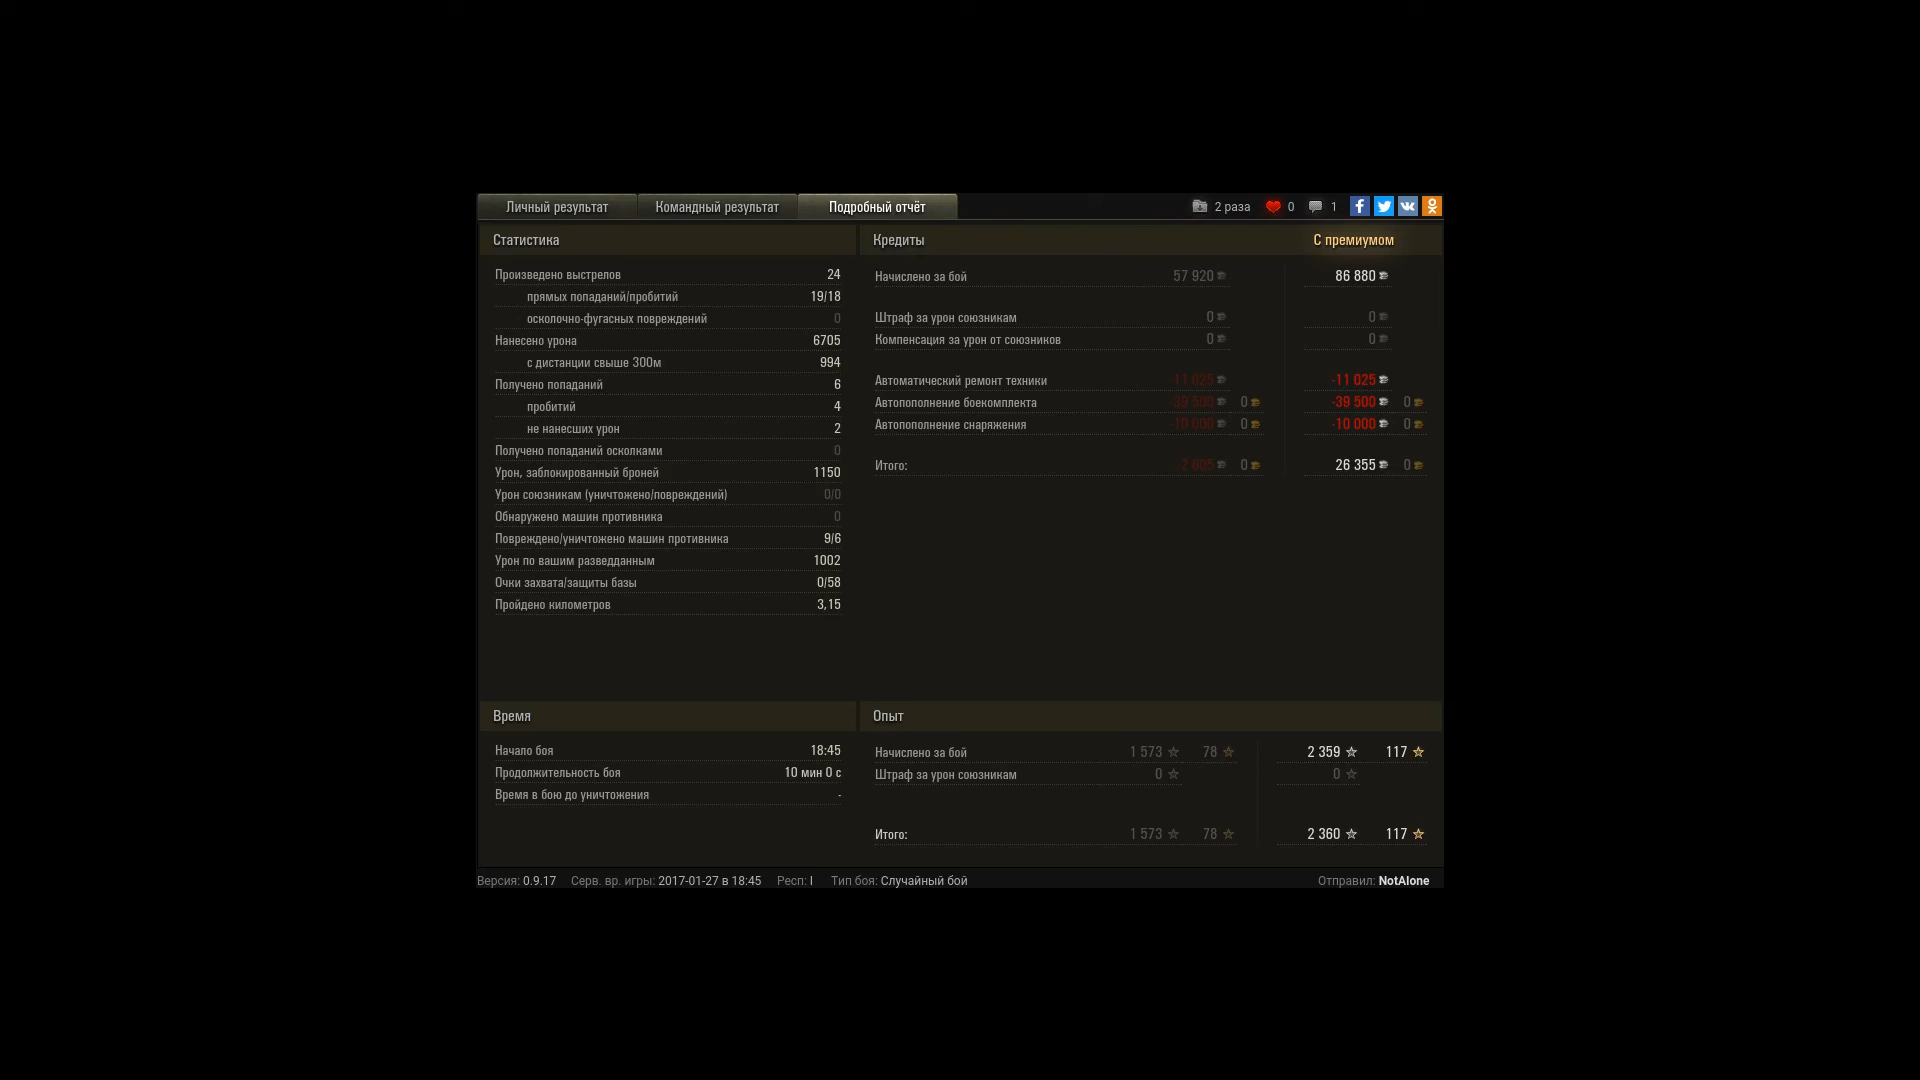 Личный результат Командный результат Подробный отчёт 2 раза 0 1
Статистика
Произведено выстрелов 24
прямых попаданий/пробитий 19/18
осколочно-фугасных повреждений 0
Нанесено урона 6705
с дистанции свыше 300м 994
Получено попаданий 6
пробитий 4
не нанесших урон 2
Получено попаданий осколками 0
Урон, заблокированный броней 1150
Урон союзникам (уничтожено/повреждений) 0/0
Обнаружено машин противника 0
Повреждено/уничтожено машин противника 9/6
Урон по вашим разведданным 1002
Очки захвата/защиты базы 0/58
Пройдено километров 3,15
Кредиты С премиумом
Начислено за бой 57 920 86 880
Штраф за урон союзникам 0 0
Компенсация за урон от союзников 0 0
Автоматический ремонт техники -11 025 -11 025
Автопополнение боекомплекта -39 500 0 -39 500 0
Автопополнение снаряжения -10 000 0 -10 000 0
Итого: -2 605 0 26 355 0
Время
Начало боя 18:45
Продолжительность боя 10 мин 0 с
Время в бою до уничтожения -
Опыт
Начислено за бой 1 573 78 2 359 117
Штраф за урон союзникам 0 0
Итого: 1 573 78 2 360 117
Версия: 0.9.17 Серв. вр. игры: 2017-01-27 в 18:45 Респ: I Тип боя: Случайный бой Отправил: NotAlone